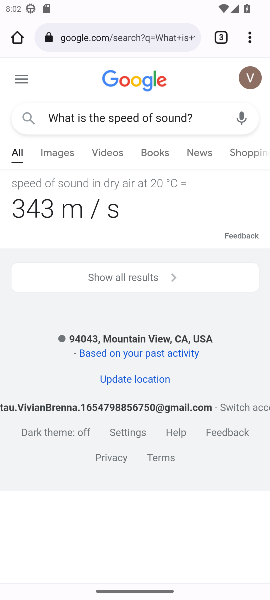 8:02
google.com/search?q=What+is+
3
Google
V
What is the speed of sound?
All Images Videos Books News Shoppin
speed of sound in dry air at 20 °C =
343 m / s
Feedback
Show all results
94043, Mountain View, CA, USA
- Based on your past activity
Update location
tau.VivianBrenna.1654798856750@gmail.com - Switch acc
Dark theme: off Settings Help Feedback
Privacy Terms